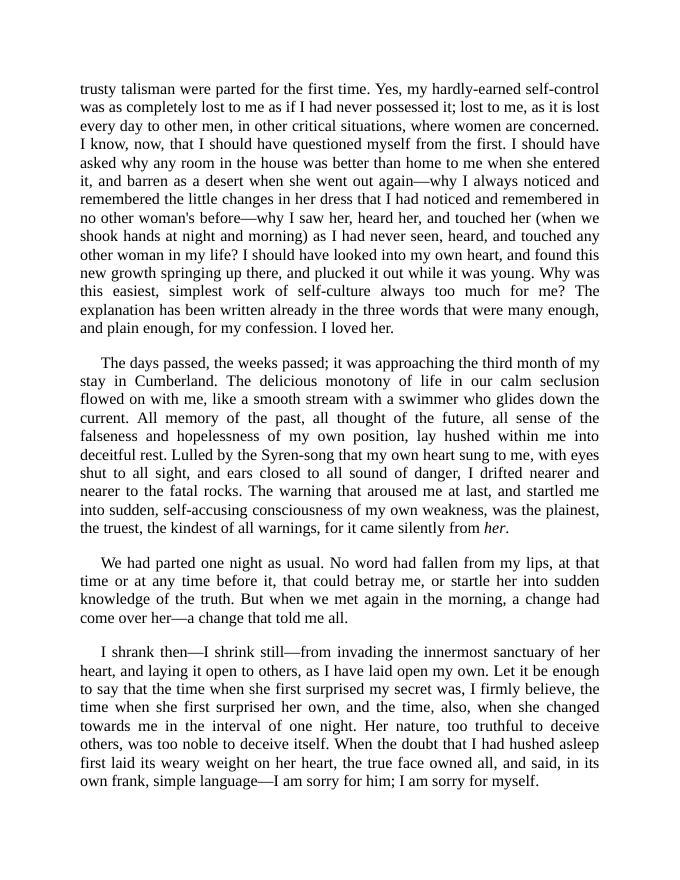 trusty talisman were parted for the first time. Yes, my hardly-earned self-control
was as completely lost to me as if I had never possessed it; lost to me, as it is lost
every day to other men, in other critical situations, where women are concerned.
I know, now, that I should have questioned myself from the first. I should have
asked why any room in the house was better than home to me when she entered
it, and barren as a desert when she went out again—why I always noticed and
remembered the little changes in her dress that I had noticed and remembered in
no other woman's before—why I saw her, heard her, and touched her (when we
shook hands at night and morning) as I had never seen, heard, and touched any
other woman in my life? I should have looked into my own heart, and found this
new growth springing up there, and plucked it out while it was young. Why was
this easiest, simplest work of self-culture always too much for me? The
explanation has been written already in the three words that were many enough,
and plain enough, for my confession. I loved her.
The days passed, the weeks passed; it was approaching the third month of my
stay in Cumberland. The delicious monotony of life in our calm seclusion
flowed on with me, like a smooth stream with a swimmer who glides down the
current. All memory of the past, all thought of the future, all sense of the
falseness and hopelessness of my own position, lay hushed within me into
deceitful rest. Lulled by the Syren-song that my own heart sung to me, with eyes
shut to all sight, and ears closed to all sound of danger, I drifted nearer and
nearer to the fatal rocks. The warning that aroused me at last, and startled me
into sudden, self-accusing consciousness of my own weakness, was the plainest,
the truest, the kindest of all warnings, for it came silently from her.
We had parted one night as usual. No word had fallen from my lips, at that
time or at any time before it, that could betray me, or startle her into sudden
knowledge of the truth. But when we met again in the morning, a change had
come over her—a change that told me all.
I shrank then—I shrink still—from invading the innermost sanctuary of her
heart, and laying it open to others, as I have laid open my own. Let it be enough
to say that the time when she first surprised my secret was, I firmly believe, the
time when she first surprised her own, and the time, also, when she changed
towards me in the interval of one night. Her nature, too truthful to deceive
others, was too noble to deceive itself. When the doubt that I had hushed asleep
first laid its weary weight on her heart, the true face owned all, and said, in its
own frank, simple language—I am sorry for him; I am sorry for myself.